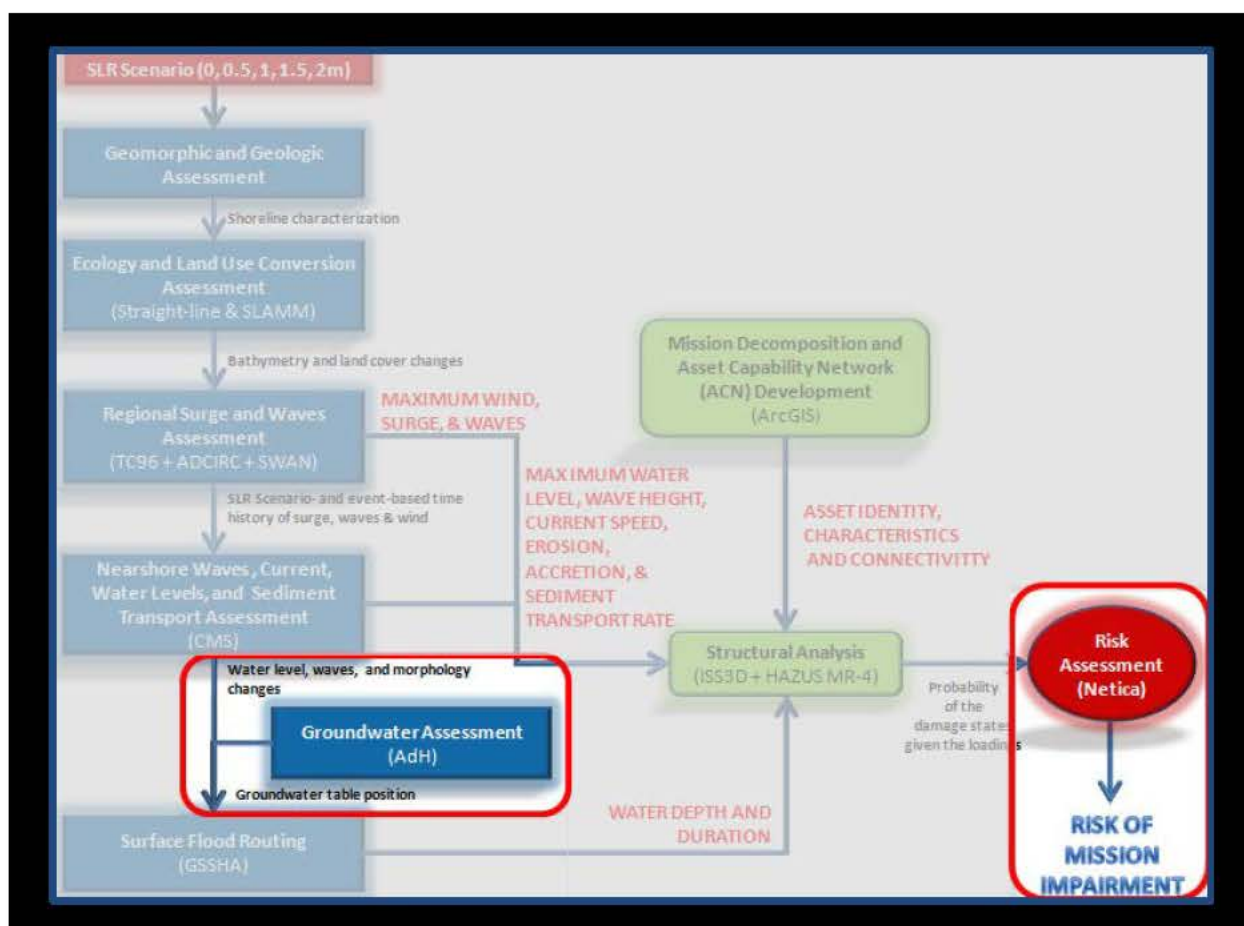 SLR Scenario (0, 0.5, 1, 1.5, 2m)
Geomorphic and Geologic
Assessment
Shoreline characterization
Ecology and Land Use Conversion
Assessment
(Straight-line & SLAMM)
Bathymetry and land cover changes
Regional Surge and Waves
Assessment
(TC96 + ADCIRC + SWAN)
MAXIMUM WIND,
SURGE, & WAVES
SLR Scenario- and event-based time
history of surge, waves & wind
Nearshore Waves, Current,
Water Levels, and Sediment
Transport Assessment
(CMS)
MAXIMUM WATER
LEVEL, WAVE HEIGHT,
CURRENT SPEED,
EROSION,
ACCRETION, &
SEDIMENT
TRANSPORT RATE
Mission Decomposition and
Asset Capability Network
(ACN) Development
(ArcGIS)
ASSET IDENTITY,
CHARACTERISTICS
AND CONNECTIVITTY
Water level, waves, and morphology
changes
Groundwater Assessment
(AdH)
Groundwater table position
Surface Flood Routing
(GSSHA)
WATER DEPTH AND
DURATION
Structural Analysis
(ISS3D + HAZUS MR-4)
Probability
of the
damage states
given the loadings
Risk
Assessment
(Netica)
RISK OF
MISSION
IMPAIRMENT